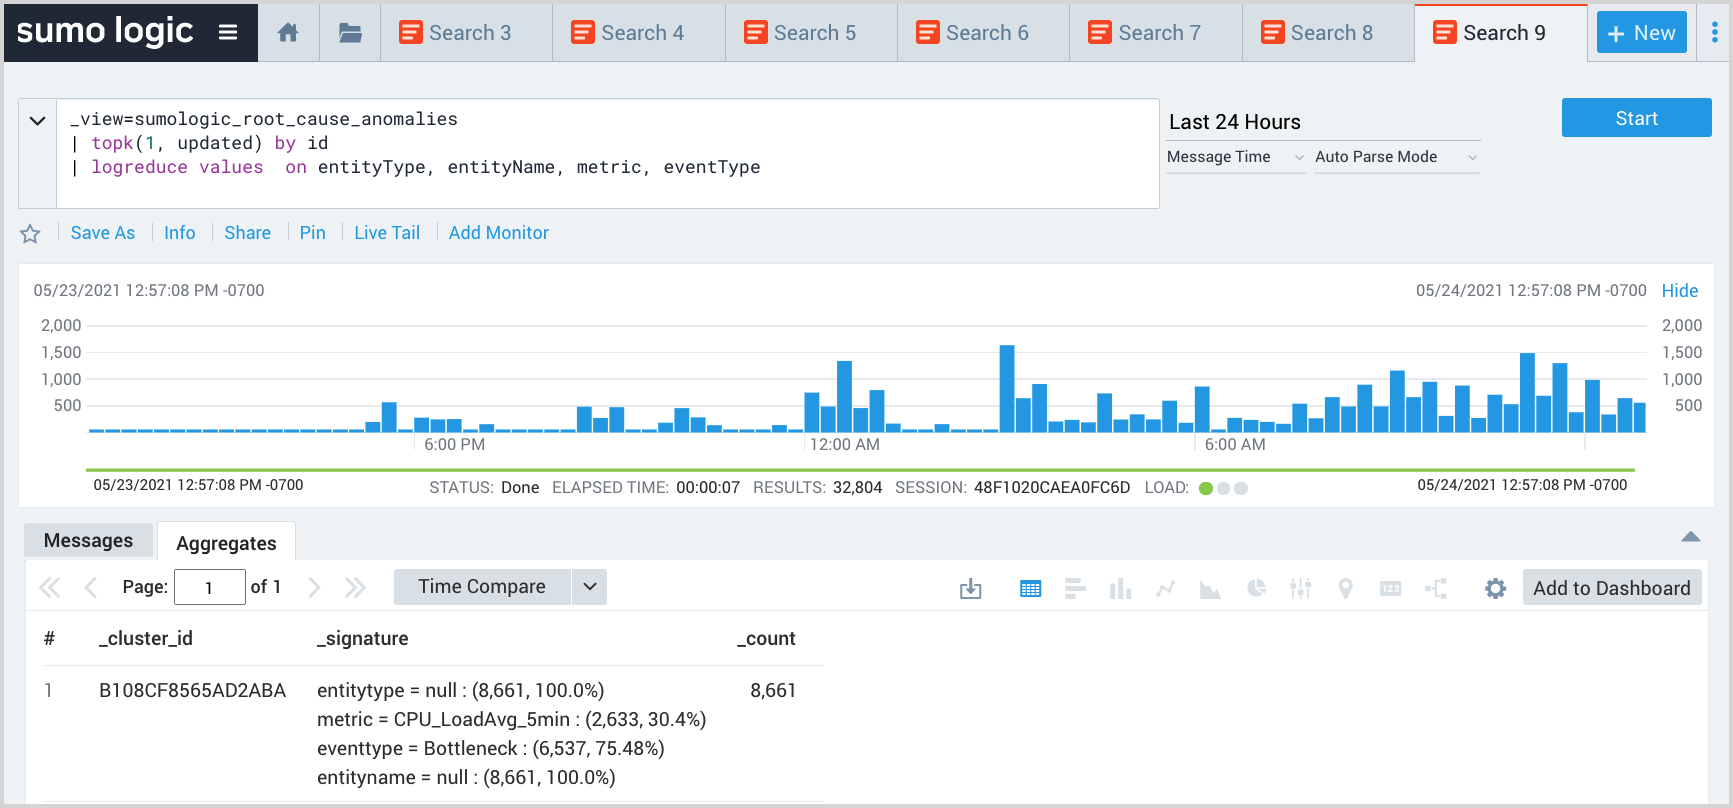 sumo logic
Search 3
Search 4
Search 5
Search 6
Search 7
Search 8
Search 9
+ New
_view=sumologic_root_cause_anomalies
| topk(1, updated) by id
| logreduce values  on entityType, entityName, metric, eventType
Last 24 Hours
Message Time
Auto Parse Mode
Start
Save As
Info
Share
Pin
Live Tail
Add Monitor
05/23/2021 12:57:08 PM -0700
05/24/2021 12:57:08 PM -0700
Hide
2,000
2,000
1,500
1,500
1,000
1,000
500
500
6:00 PM
12:00 AM
6:00 AM
05/23/2021 12:57:08 PM -0700
STATUS: Done
ELAPSED TIME: 00:00:07
RESULTS: 32,804
SESSION: 48F1020CAEA0FC6D
LOAD:
05/24/2021 12:57:08 PM -0700
Messages
Aggregates
Page: 1 of 1
Time Compare
123
Add to Dashboard
# _cluster_id _signature _count
1 B108CF8565AD2ABA entitytype = null : (8,661, 100.0%) 8,661
metric = CPU_LoadAvg_5min : (2,633, 30.4%)
eventtype = Bottleneck : (6,537, 75.48%)
entityname = null : (8,661, 100.0%)